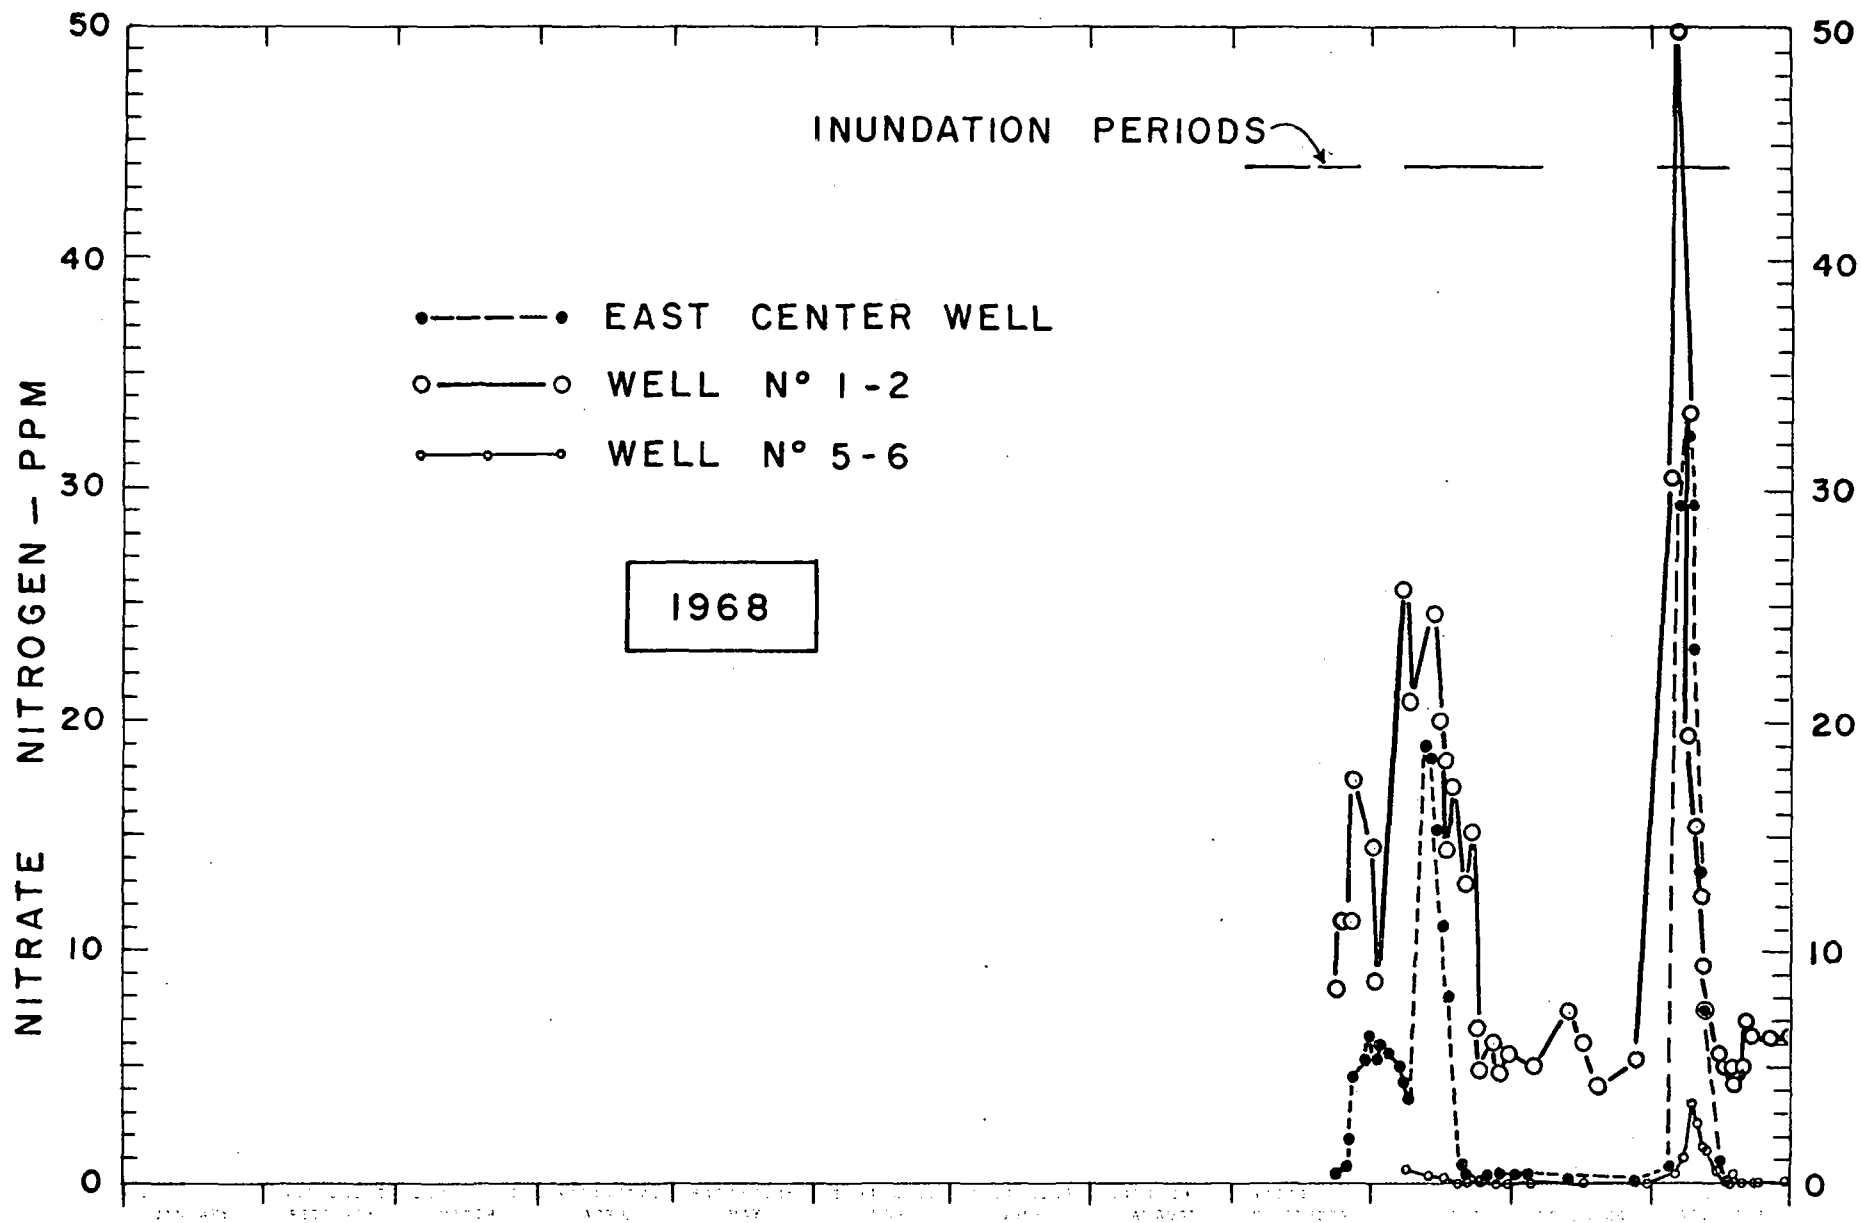 50
50
INUNDATION PERIODS
40
40
EAST CENTER WELL
WELL Nº 1-2
WELL Nº 5-6
30
30
1968
20
20
10
10
0
0
NITRATE NITROGEN — PPM